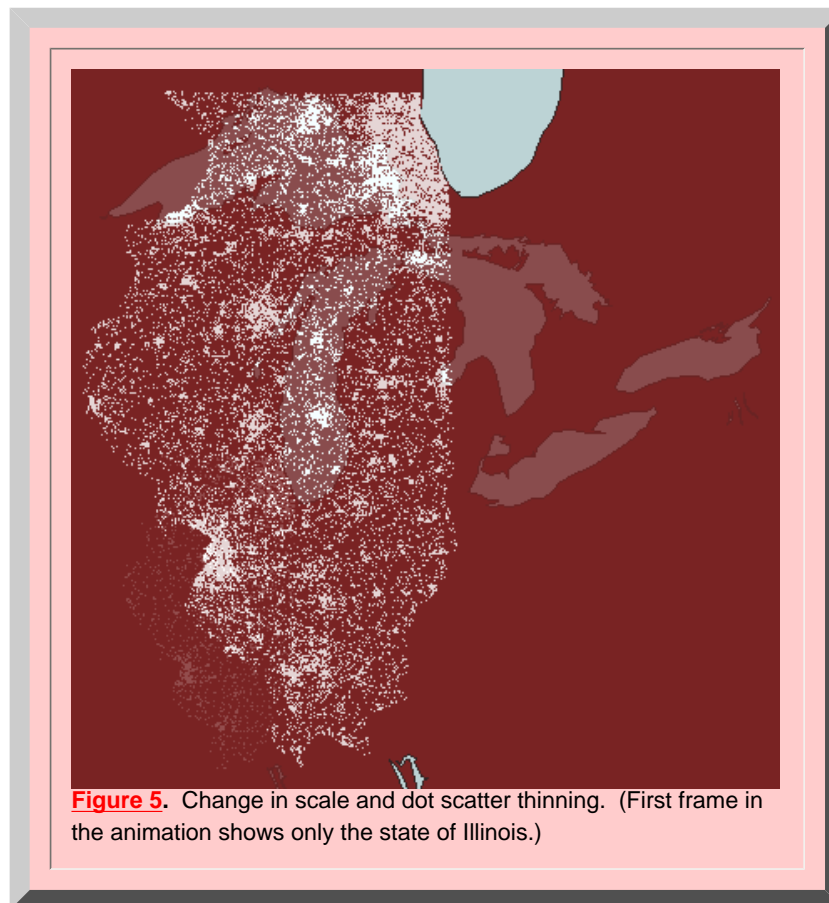 Figure 5.  Change in scale and dot scatter thinning.  (First frame in
the animation shows only the state of Illinois.)